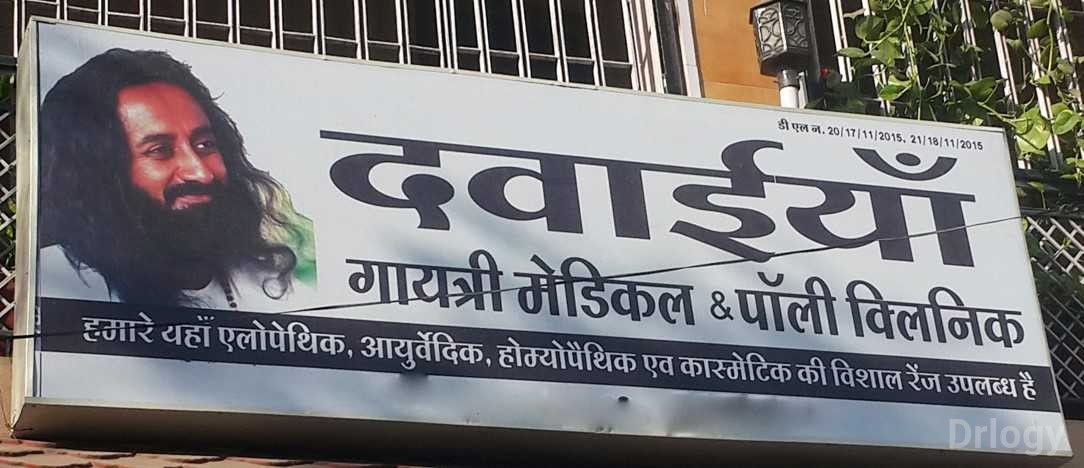 डी एल न. 20/17/11/2015, 21/18/11/2015
दवाईयाँ
गायत्री मेडिकल & पॉली क्लिनिक
हमारे यहाँ एलोपेथिक, आयुर्वेदिक, होम्योपैथिक एव कास्मेटिक की विशाल रेंज उपलब्ध है
Drlogy